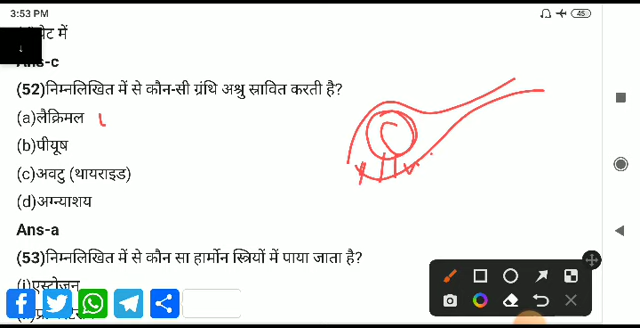 3:53 PM
45
पेट में
Ans-c
(52)निम्नलिखित में से कौन-सी ग्रंथि अश्रु स्रावित करती है?
(a)लैक्रिमल
(b)पीयूष
(c)अवटु (थायराइड)
(d)अग्न्याशय
Ans-a
(53)निम्नलिखित में से कौन सा हार्मोन स्त्रियों में पाया जाता है?
(i)एस्ट्रोजन